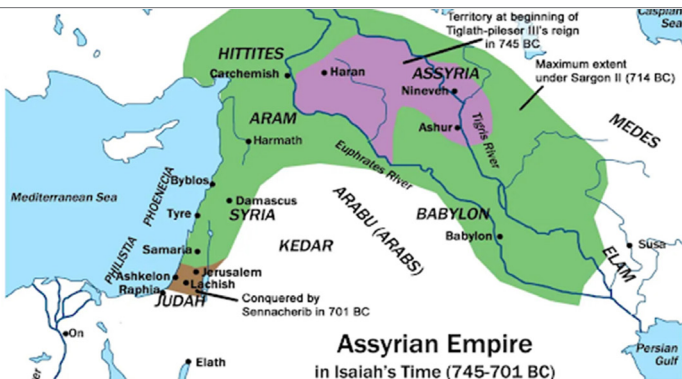 Territory at beginning of
Tiglath-pileser III's reign
in 745 BC
Caspian
Sea
HITTITES
Carchemish
Haran
ASSYRIA
Nineveh
Maximum extent
under Sargon II (714 BC)
ARAM
Harmath
Ashur
Tigris River
MEDES
Euphrates River
Mediterranean Sea
PHOENECIA
Byblos
Damascus
Tyre
SYRIA
ARABU (ARABS)
BABYLON
Babylon
Susa
ELAM
PHILISTIA
Samaria
KEDAR
Ashkelon
Jerusalem
Lachish
Raphia
JUDAH
Conquered by
Sennacherib in 701 BC
On
Elath
Assyrian Empire
in Isaiah's Time (745-701 BC)
Persian
Gulf